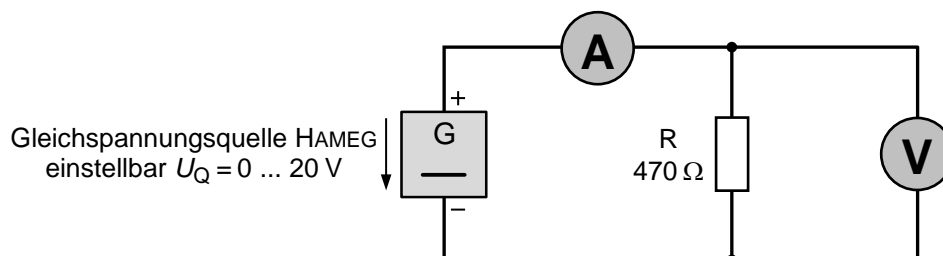 A
+
Gleichspannungsquelle HAMEG
einstellbar UQ = 0 ... 20 V
G
R
470 Ω
V
−